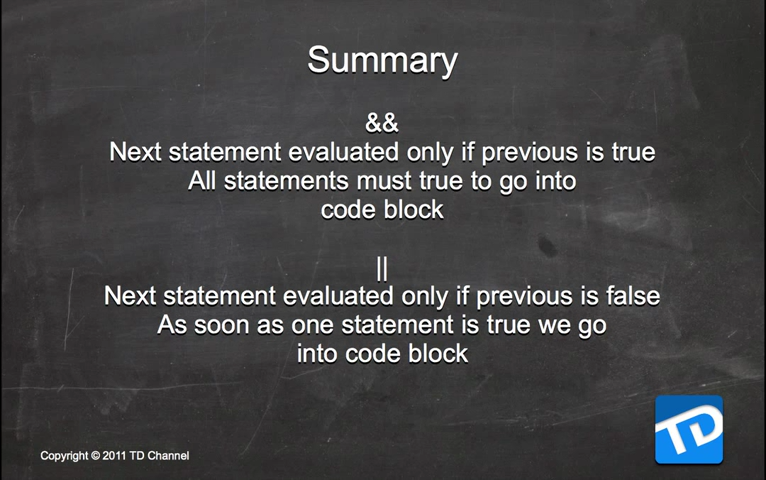 Summary
&&
Next statement evaluated only if previous is true
All statements must true to go into
code block
||
Next statement evaluated only if previous is false
As soon as one statement is true we go
into code block
Copyright © 2011 TD Channel
TD